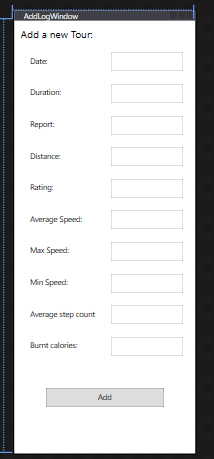 AddLogWindow
Add a new Tour:
Date:
Duration:
Report:
Distance:
Rating:
Average Speed:
Max Speed:
Min Speed:
Average step count
Burnt calories:
Add